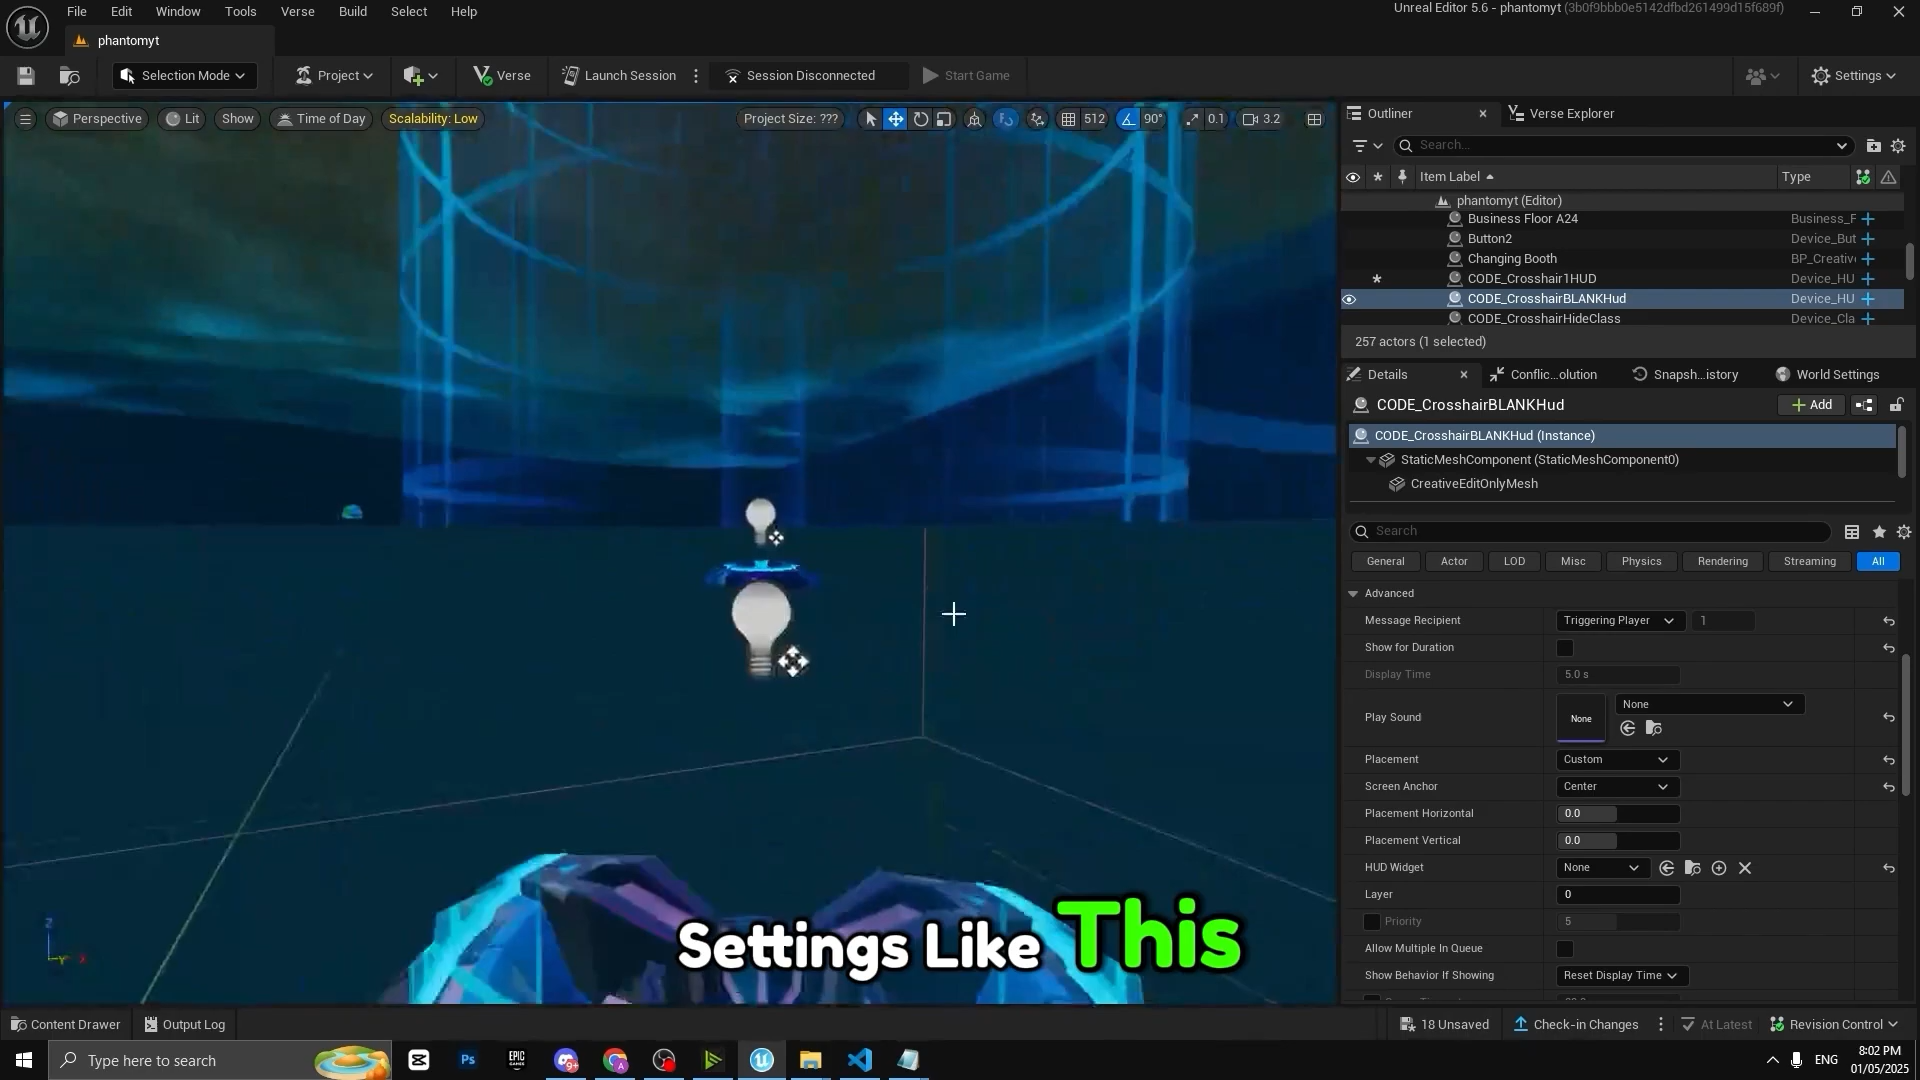 File Edit Window Tools Verse Build Select Help
Unreal Editor 5.6 - phantomyt (3b0f9bbb0e5142dfbd261499d15f689f)
phantomyt
Selection Mode
Project
Verse
Launch Session
Session Disconnected
Start Game
Settings
Perspective
Lit
Show
Time of Day
Scalability: Low
Project Size: ???
512
90°
0.1
3.2
Outliner
Verse Explorer
Search...
Item Label
Type
phantomyt (Editor)
Business Floor A24 Business_F
Button2 Device_But
Changing Booth BP_Creativ
CODE_Crosshair1HUD Device_HU
CODE_CrosshairBLANKHud Device_HU
CODE_CrosshairHideClass Device_Cla
257 actors (1 selected)
Details
Conflic...olution
Snapsh...istory
World Settings
CODE_CrosshairBLANKHud
Add
CODE_CrosshairBLANKHud (Instance)
StaticMeshComponent (StaticMeshComponent0)
CreativeEditOnlyMesh
Search
General Actor LOD Misc Physics Rendering Streaming All
Advanced
Message Recipient Triggering Player 1
Show for Duration
Display Time 5.0 s
Play Sound None None
Placement Custom
Screen Anchor Center
Placement Horizontal 0.0
Placement Vertical 0.0
HUD Widget None
Layer 0
Priority 5
Allow Multiple In Queue
Show Behavior If Showing Reset Display Time
Settings Like This
Content Drawer
Output Log
18 Unsaved
Check-in Changes
At Latest
Revision Control
Type here to search
Ps
EPIC GAMES
9+
A
ENG
8:02 PM
01/05/2025